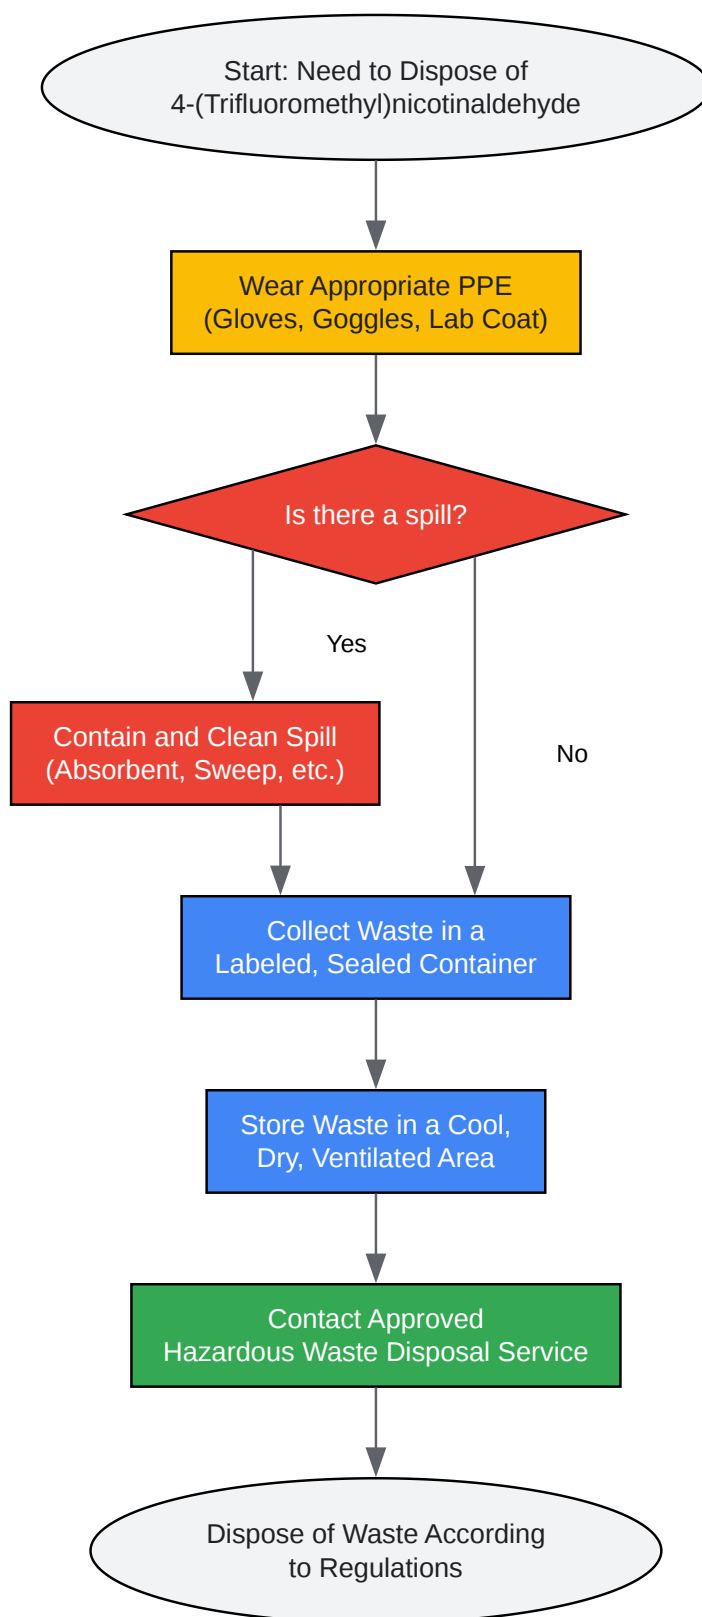 Start: Need to Dispose of
4-(Trifluoromethyl)nicotinaldehyde
Wear Appropriate PPE
(Gloves, Goggles, Lab Coat)
Is there a spill?
Yes
Contain and Clean Spill
(Absorbent, Sweep, etc.)
No
Collect Waste in a
Labeled, Sealed Container
Store Waste in a Cool,
Dry, Ventilated Area
Contact Approved
Hazardous Waste Disposal Service
Dispose of Waste According
to Regulations